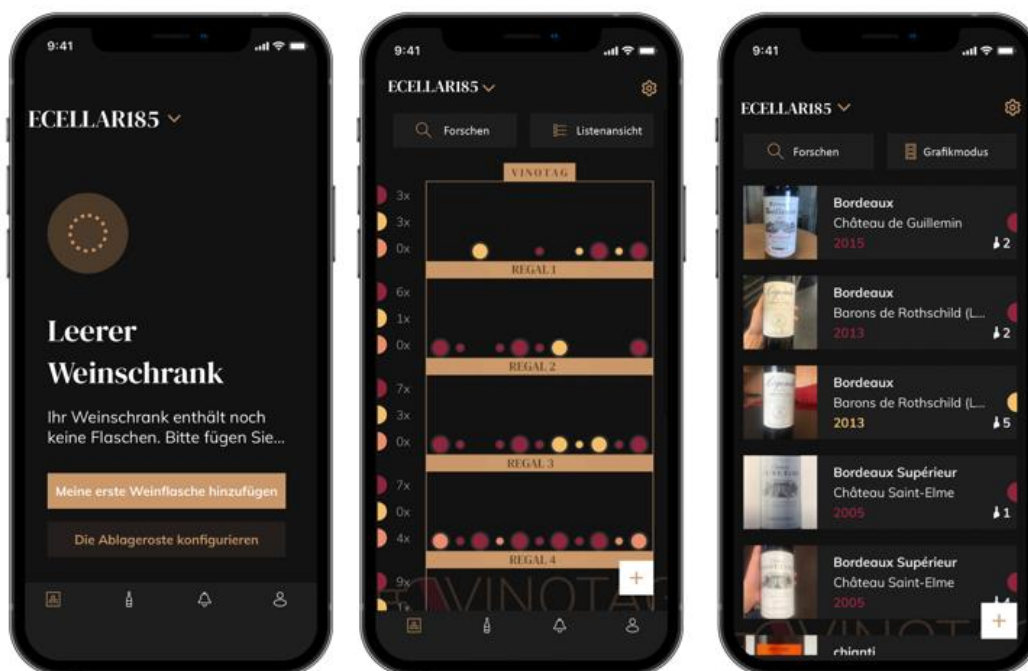 9:41
ECELLAR185
Leerer
Weinschrank
Ihr Weinschrank enthält noch
keine Flaschen. Bitte fügen Sie...
Meine erste Weinflasche hinzufügen
Die Ablageroste konfigurieren
9:41
ECELLAR185
Forschen
Listenansicht
VINOTAG
3x
3x
0x
REGAL 1
6x
1x
0x
REGAL 2
7x
3x
0x
REGAL 3
7x
0x
4x
REGAL 4
9x
+
VINOTAG
9:41
ECELLAR185
Forschen
Grafikmodus
Bordeaux
Château de Guillemin
2015
2
Bordeaux
Barons de Rothschild (L...
2013
2
Bordeaux
Barons de Rothschild (L...
2013
5
Bordeaux Supérieur
Château Saint-Elme
2005
1
Bordeaux Supérieur
Château Saint-Elme
2005
+
chianti